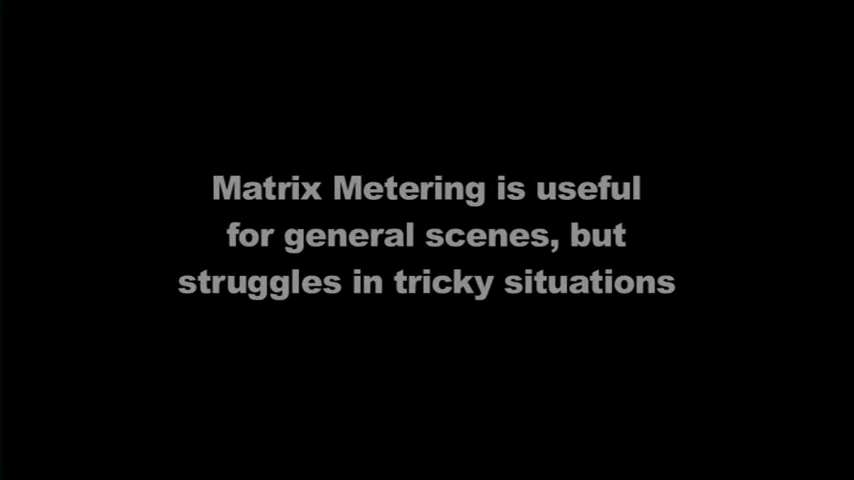 Matrix Metering is useful
for general scenes, but
struggles in tricky situations